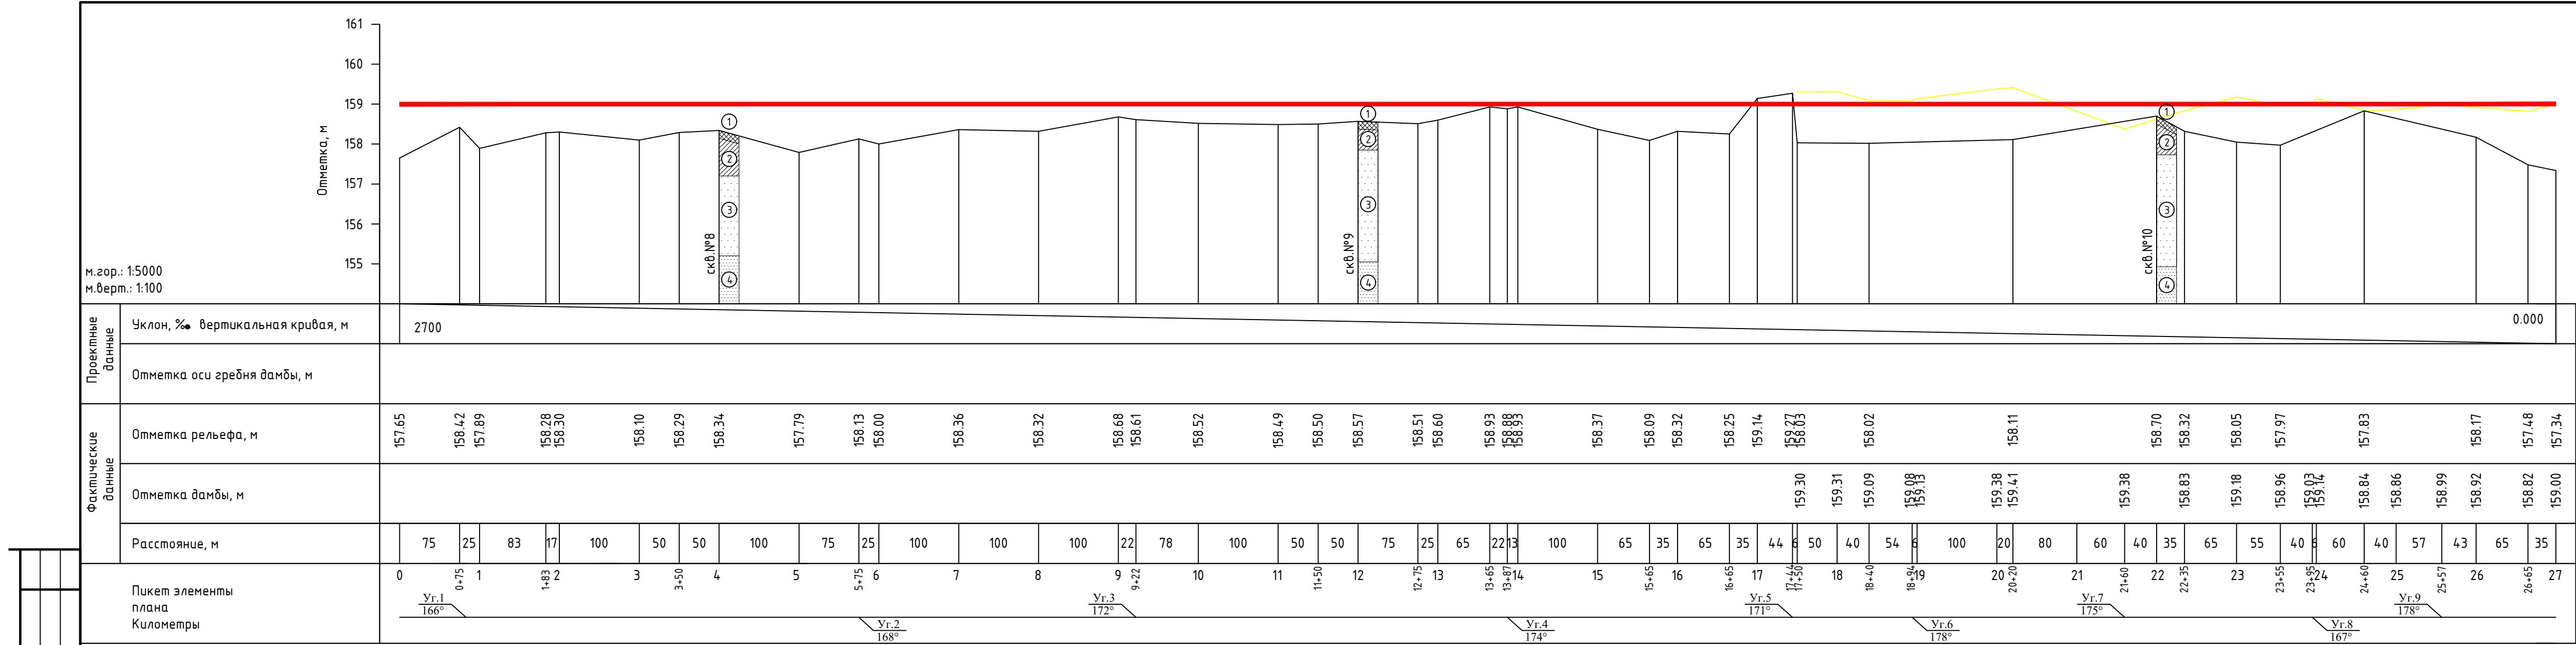 161
160
159
158
157
156
155
Отметка, м
м.гор.: 1:5000
м.верт.: 1:100
скв.№8
1
2
3
4
скв.№9
1
2
3
4
скв.№10
1
2
3
4
Проектные данные
Уклон, ‰ вертикальная кривая, м
2700
0.000
Отметка оси гребня дамбы, м
Фактические данные
Отметка рельефа, м
157.65 158.42 157.89 158.28 158.30 158.10 158.29 158.34 157.79 158.13 158.00 158.36 158.32 158.68 158.61 158.52 158.49 158.50 158.57 158.51 158.60 158.93 158.88 158.93 158.37 158.09 158.32 158.25 159.14 159.27 158.03 158.02 158.11 158.70 158.32 158.05 157.97 157.83 158.17 157.48 157.34
Отметка дамбы, м
159.30 159.31 159.09 159.08 159.13 159.38 159.41 159.38 158.83 159.18 158.96 159.03 159.14 158.84 158.86 158.99 158.92 158.82 159.00
Расстояние, м
75 25 83 17 100 50 50 100 75 25 100 100 100 22 78 100 50 50 75 25 65 22 13 100 65 35 65 35 44 6 50 40 54 6 100 20 80 60 40 35 65 55 40 6 60 40 57 43 65 35
Пикет элементы
плана
Километры
0 0+75 1 1+83 2 3 3+50 4 5 5+75 6 7 8 9 9+22 10 11 11+50 12 12+75 13 13+65 13+87 14 15 15+65 16 16+65 17 17+44 17+50 18 18+40 18+94 19 20 20+20 21 21+60 22 22+35 23 23+55 23+95 24 24+60 25 25+57 26 26+65 27
Уг.1
166°
Уг.2
168°
Уг.3
172°
Уг.4
174°
Уг.5
171°
Уг.6
178°
Уг.7
175°
Уг.8
167°
Уг.9
178°